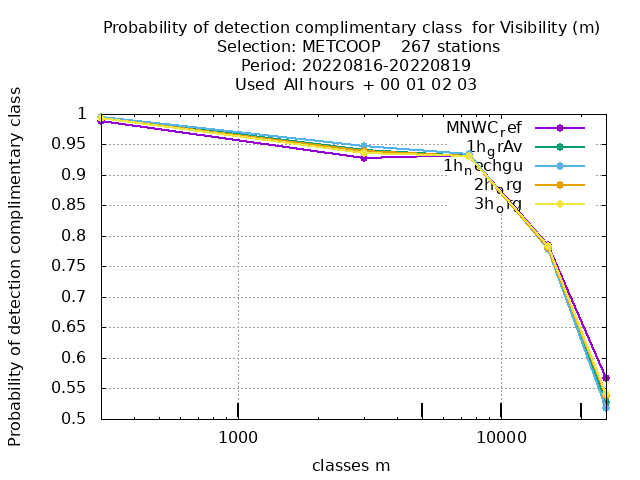 Probability of detection complimentary class  for Visibility (m)
Selection: METCOOP    267 stations
Period: 20220816-20220819
Used  All hours  + 00 01 02 03
Probability of detection complimentary class
1
0.95
0.9
0.85
0.8
0.75
0.7
0.65
0.6
0.55
0.5
MNWC_ref
1h_grAv
1h_nechgu
2h_org
3h_org
1000
10000
classes m